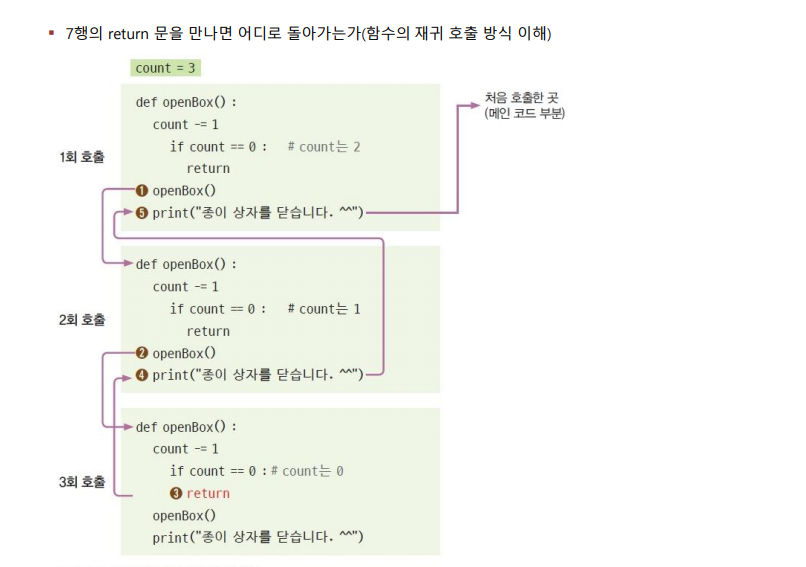 ▪ 7행의 return 문을 만나면 어디로 돌아가는가(함수의 재귀 호출 방식 이해)
count = 3
처음 호출한 곳
(메인 코드 부분)
1회 호출
def openBox() :
count -= 1
if count == 0 : # count는 2
return
❶ openBox()
❺ print("종이 상자를 닫습니다. ^^")
2회 호출
def openBox() :
count -= 1
if count == 0 : # count는 1
return
❷ openBox()
❹ print("종이 상자를 닫습니다. ^^")
3회 호출
def openBox() :
count -= 1
if count == 0 : # count는 0
❸ return
openBox()
print("종이 상자를 닫습니다. ^^")